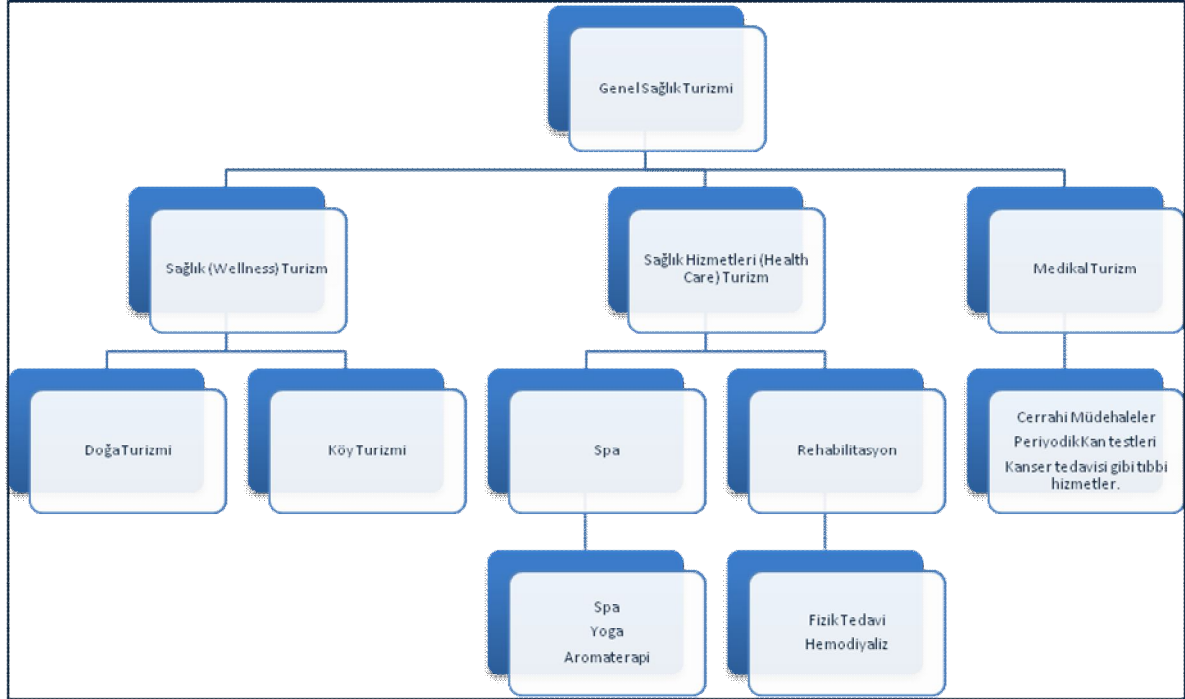 Genel Sağlık Turizmi
Sağlık (Wellness) Turizm
Sağlık Hizmetleri (Health
Care) Turizm
Medikal Turizm
Doğa Turizmi
Köy Turizmi
Spa
Rehabilitasyon
Cerrahi Müdehaleler
Periyodik Kan testleri
Kanser tedavisi gibi tıbbi
hizmetler.
Spa
Yoga
Aromaterapi
Fizik Tedavi
Hemodiyaliz